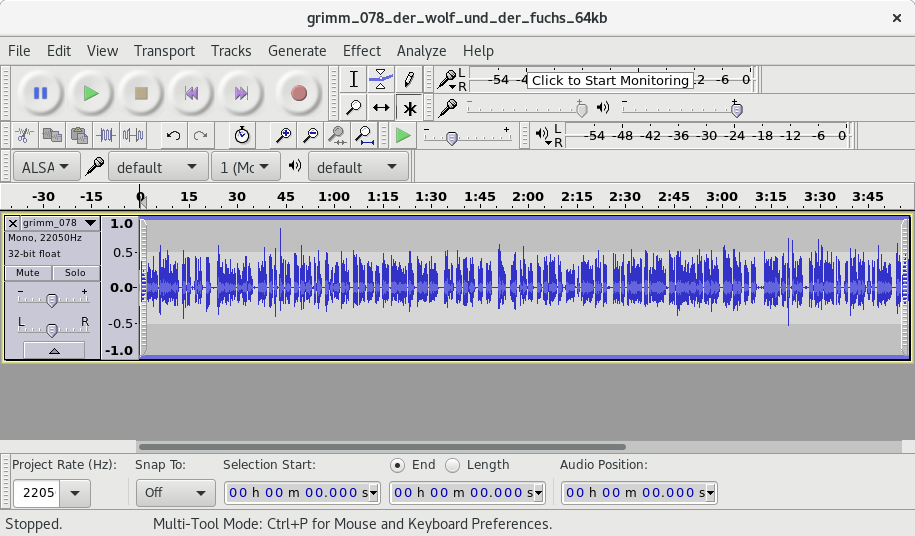 grimm_078_der_wolf_und_der_fuchs_64kb
File Edit View Transport Tracks Generate Effect Analyze Help
L R -54 -4 Click to Start Monitoring -2 -6 0
L R -54 -48 -42 -36 -30 -24 -18 -12 -6 0
ALSA default 1 (Mc default
-30 -15 0 15 30 45 1:00 1:15 1:30 1:45 2:00 2:15 2:30 2:45 3:00 3:15 3:30 3:45
grimm_078 1.0
Mono, 22050Hz
32-bit float 0.5-
Mute Solo
- + 0.0-
L R -0.5-
-1.0
Project Rate (Hz): Snap To: Selection Start: End Length Audio Position:
2205 Off 00 h 00 m 00.000 s 00 h 00 m 00.000 s 00 h 00 m 00.000 s
Stopped. Multi-Tool Mode: Ctrl+P for Mouse and Keyboard Preferences.